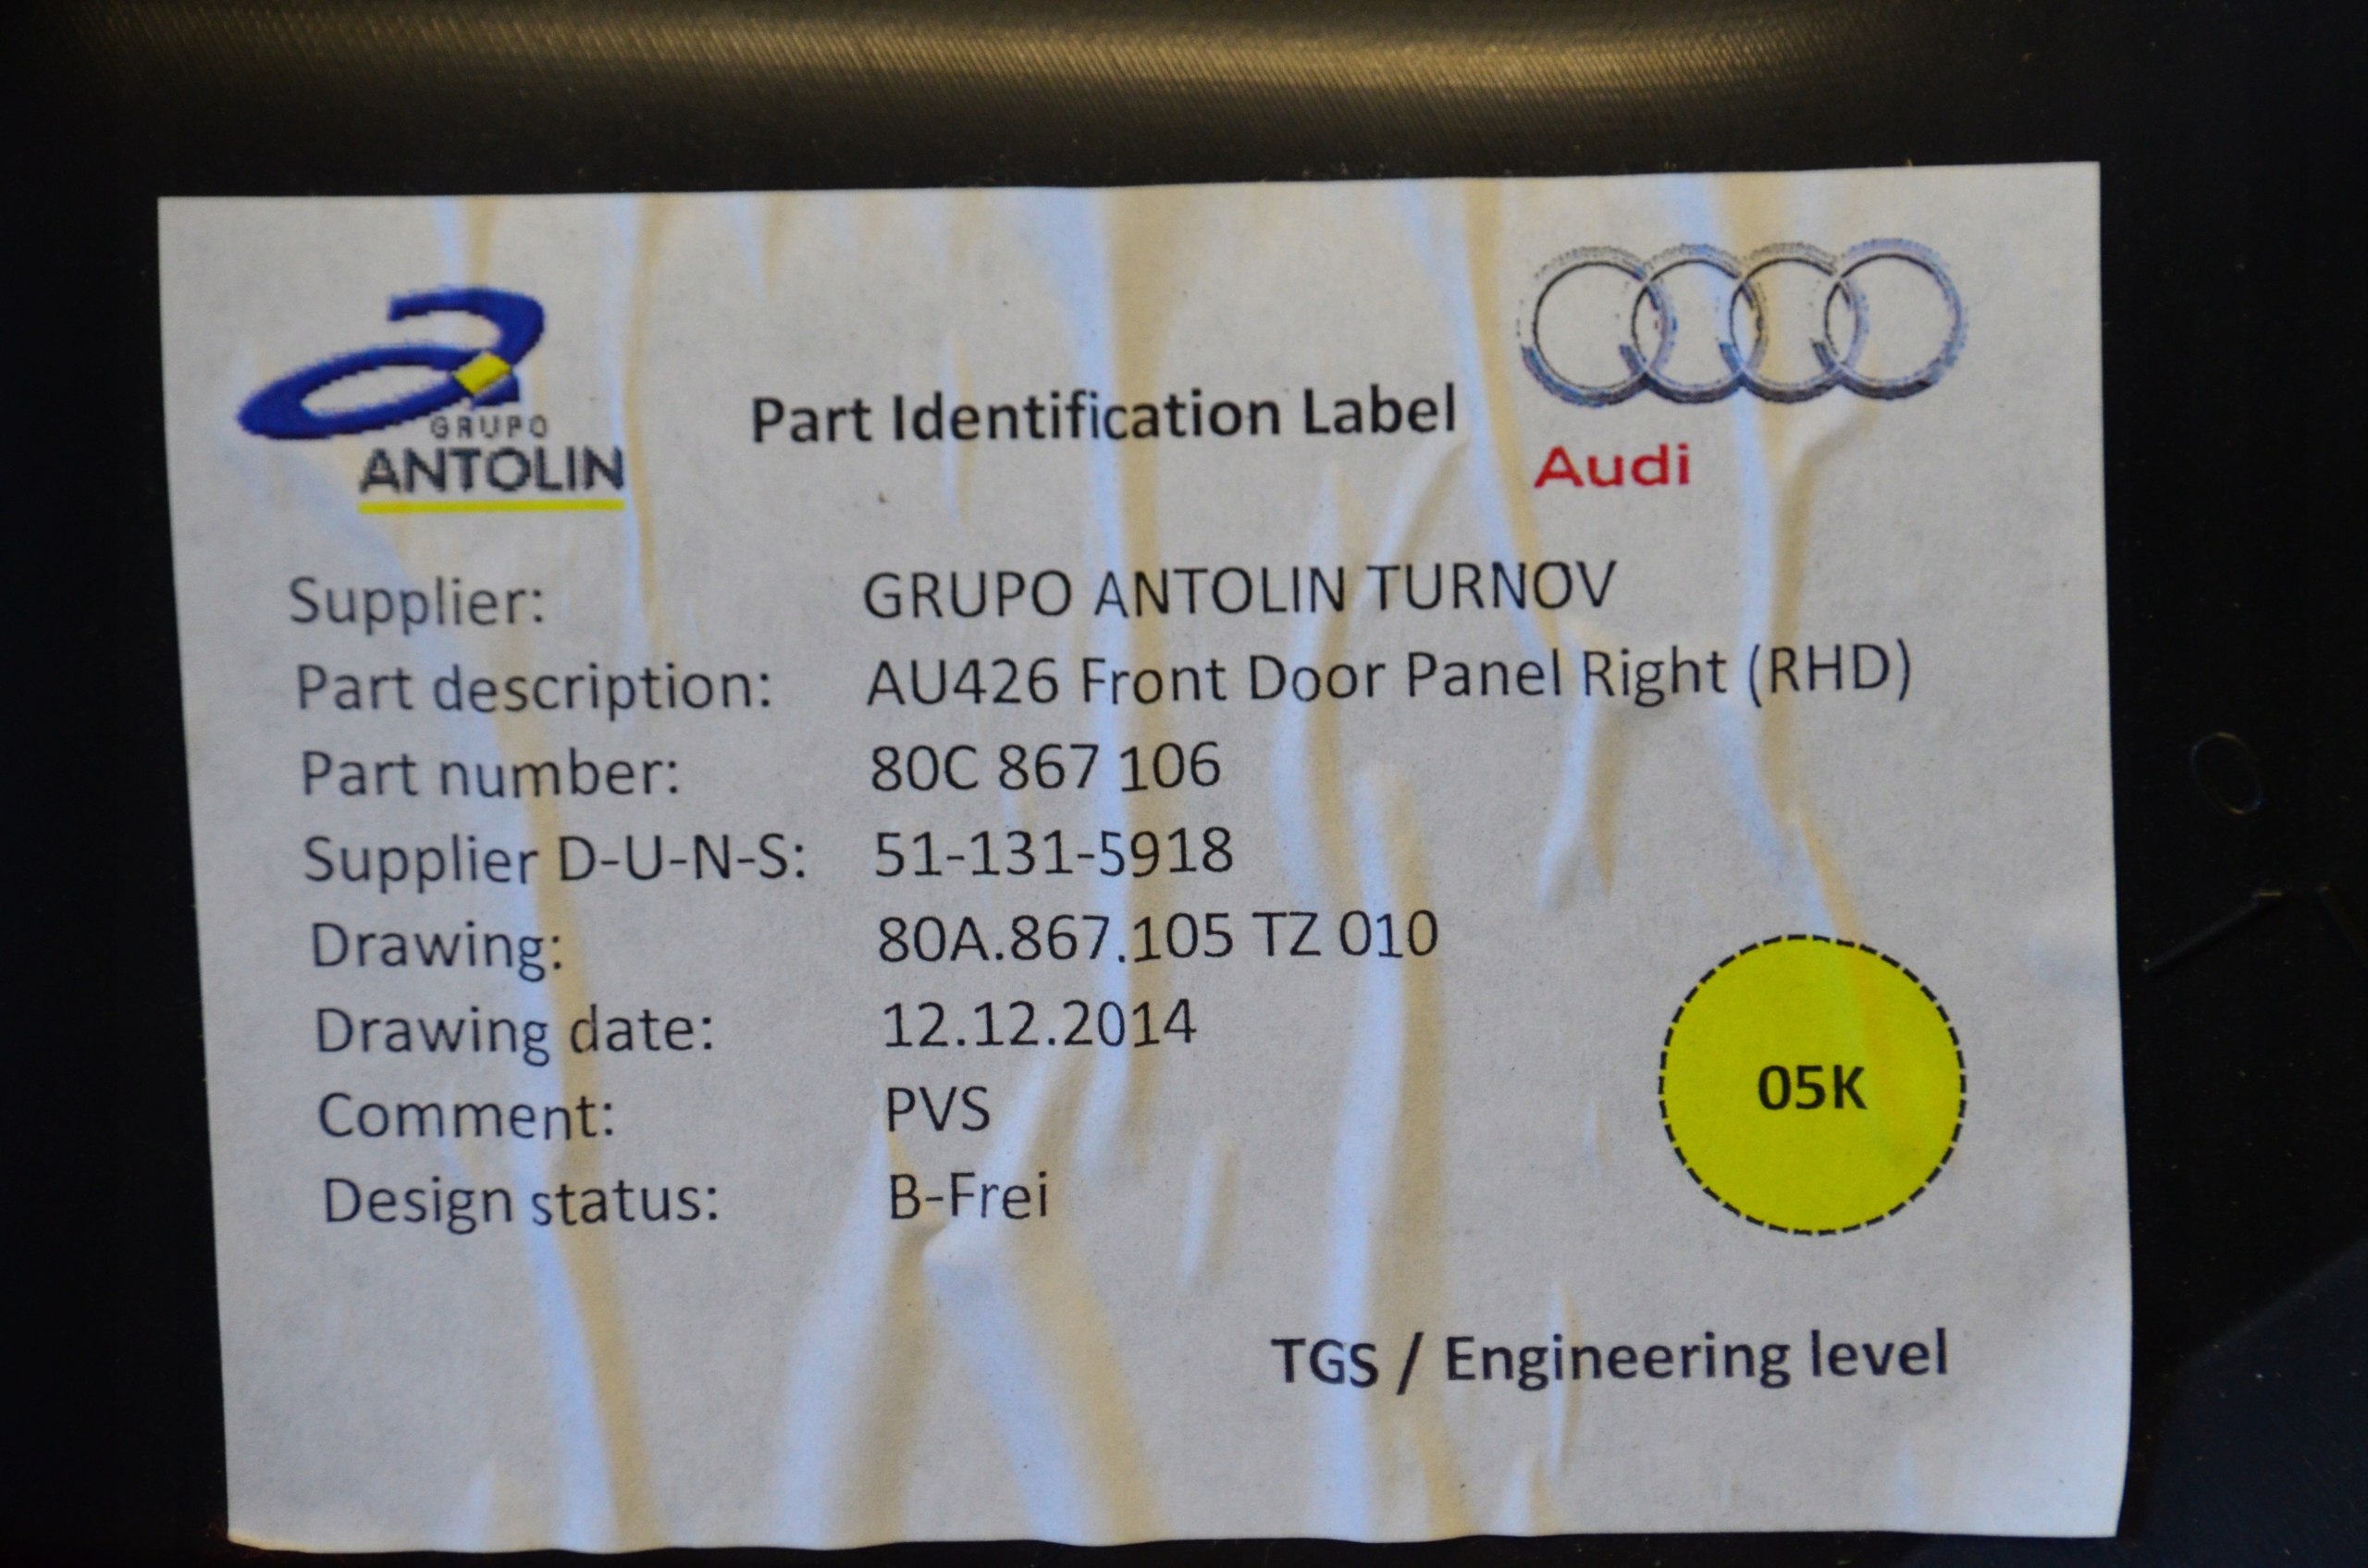 GRUPO
ANTOLIN
Part Identification Label
Audi
Supplier: GRUPO ANTOLIN TURNOV
Part description: AU426 Front Door Panel Right (RHD)
Part number: 80C 867 106
Supplier D-U-N-S: 51-131-5918
Drawing: 80A.867.105 TZ 010
Drawing date: 12.12.2014
Comment: PVS
Design status: B-Frei
05K
TGS / Engineering level